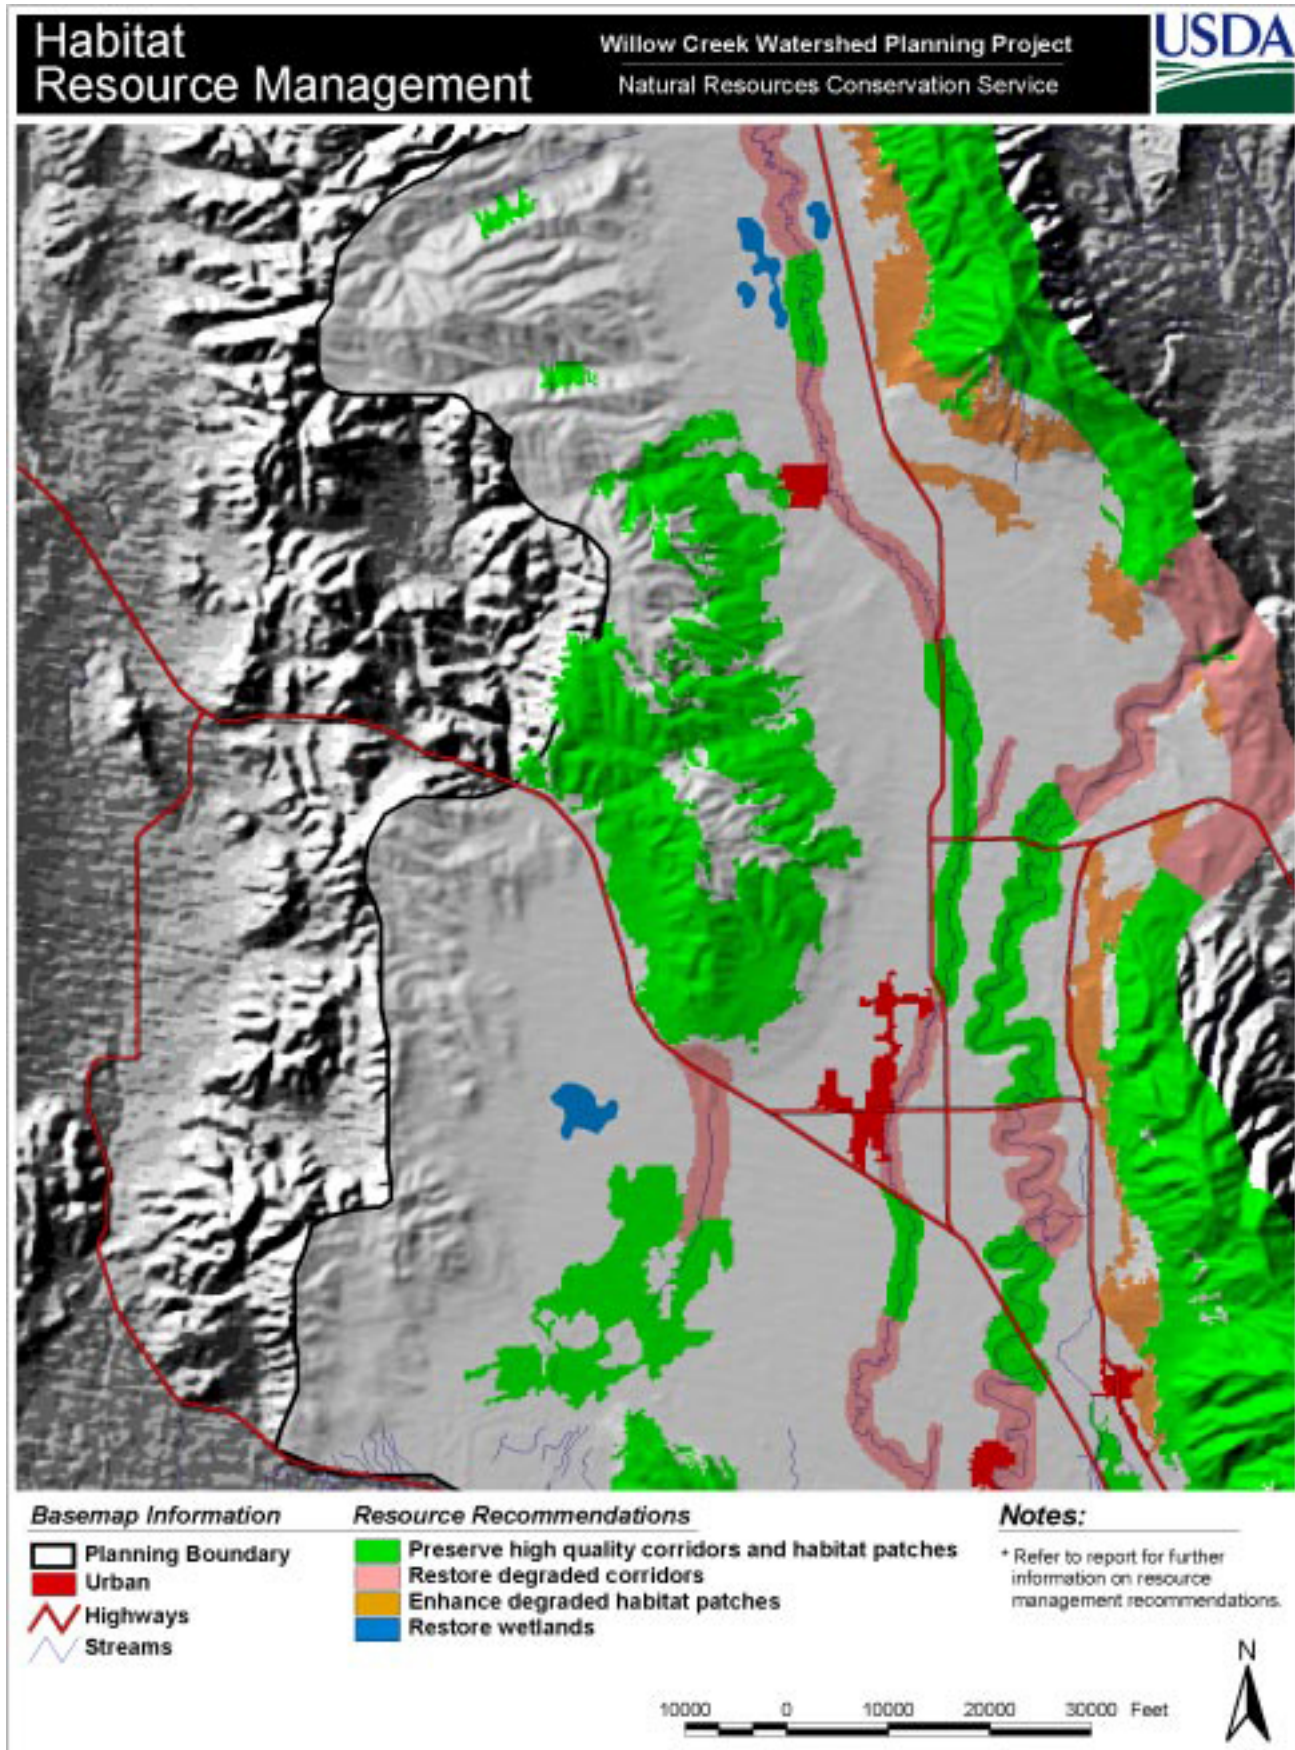 Habitat
Resource Management
Willow Creek Watershed Planning Project
Natural Resources Conservation Service
USDA
Basemap Information
Planning Boundary
Urban
Highways
Streams
Resource Recommendations
Preserve high quality corridors and habitat patches
Restore degraded corridors
Enhance degraded habitat patches
Restore wetlands
Notes:
* Refer to report for further
information on resource
management recommendations.
N
10000 0 10000 20000 30000 Feet